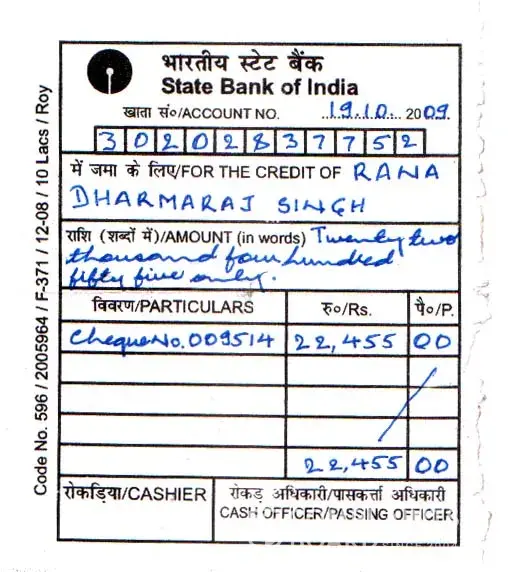 भारतीय स्टेट बैंक
State Bank of India
खाता सं०/ACCOUNT NO. ...19.10... 2009.
30202837752
में जमा के लिए/FOR THE CREDIT OF RANA
DHARMARAJ SINGH
राशि (शब्दों में)/AMOUNT (in words) Twenty two
thousand four hundred
fifty five only.
विवरण/PARTICULARS रु०/Rs. पै०/P.
Cheque No. 009514 22,455 00
22,455 00
रोकड़िया/CASHIER रोकड़ अधिकारी/पासकर्त्ता अधिकारी
CASH OFFICER/PASSING OFFICER
Code No. 596 / 2005964 / F-371 / 12-08 / 10 Lacs / Roy